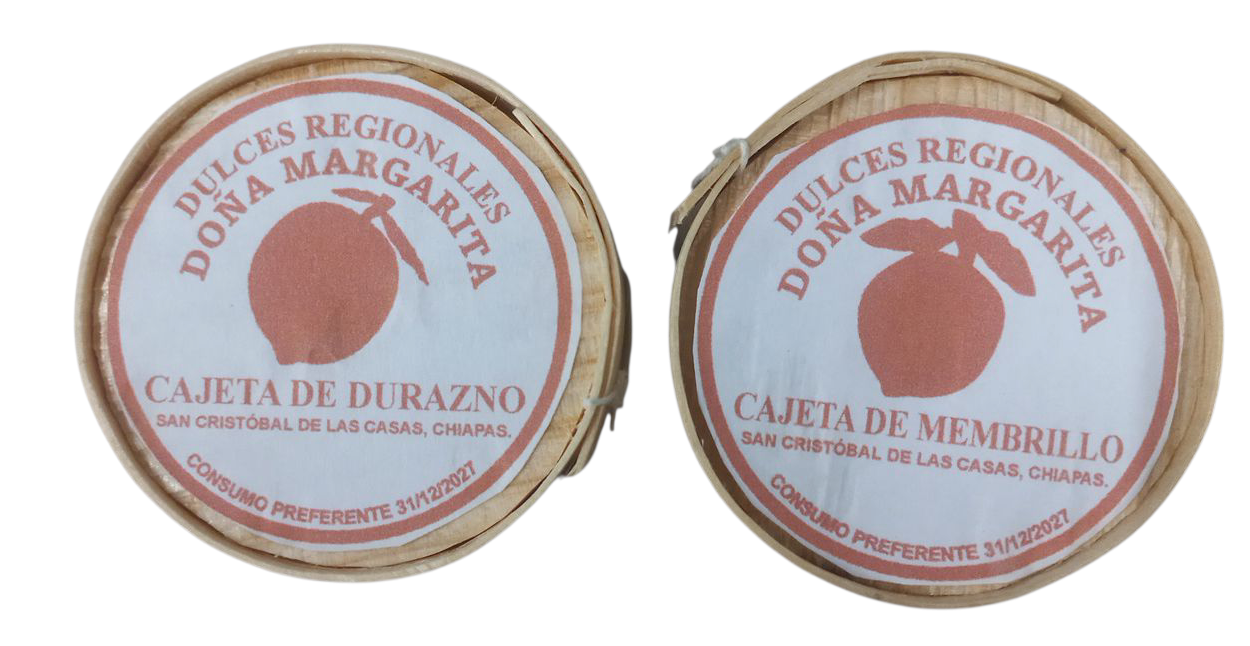 DULCES REGIONALES
DOÑA MARGARITA
CAJETA DE DURAZNO
SAN CRISTÓBAL DE LAS CASAS, CHIAPAS.
CONSUMO PREFERENTE 31/12/2027
DULCES REGIONALES
DOÑA MARGARITA
CAJETA DE MEMBRILLO
SAN CRISTÓBAL DE LAS CASAS, CHIAPAS.
CONSUMO PREFERENTE 31/12/2027